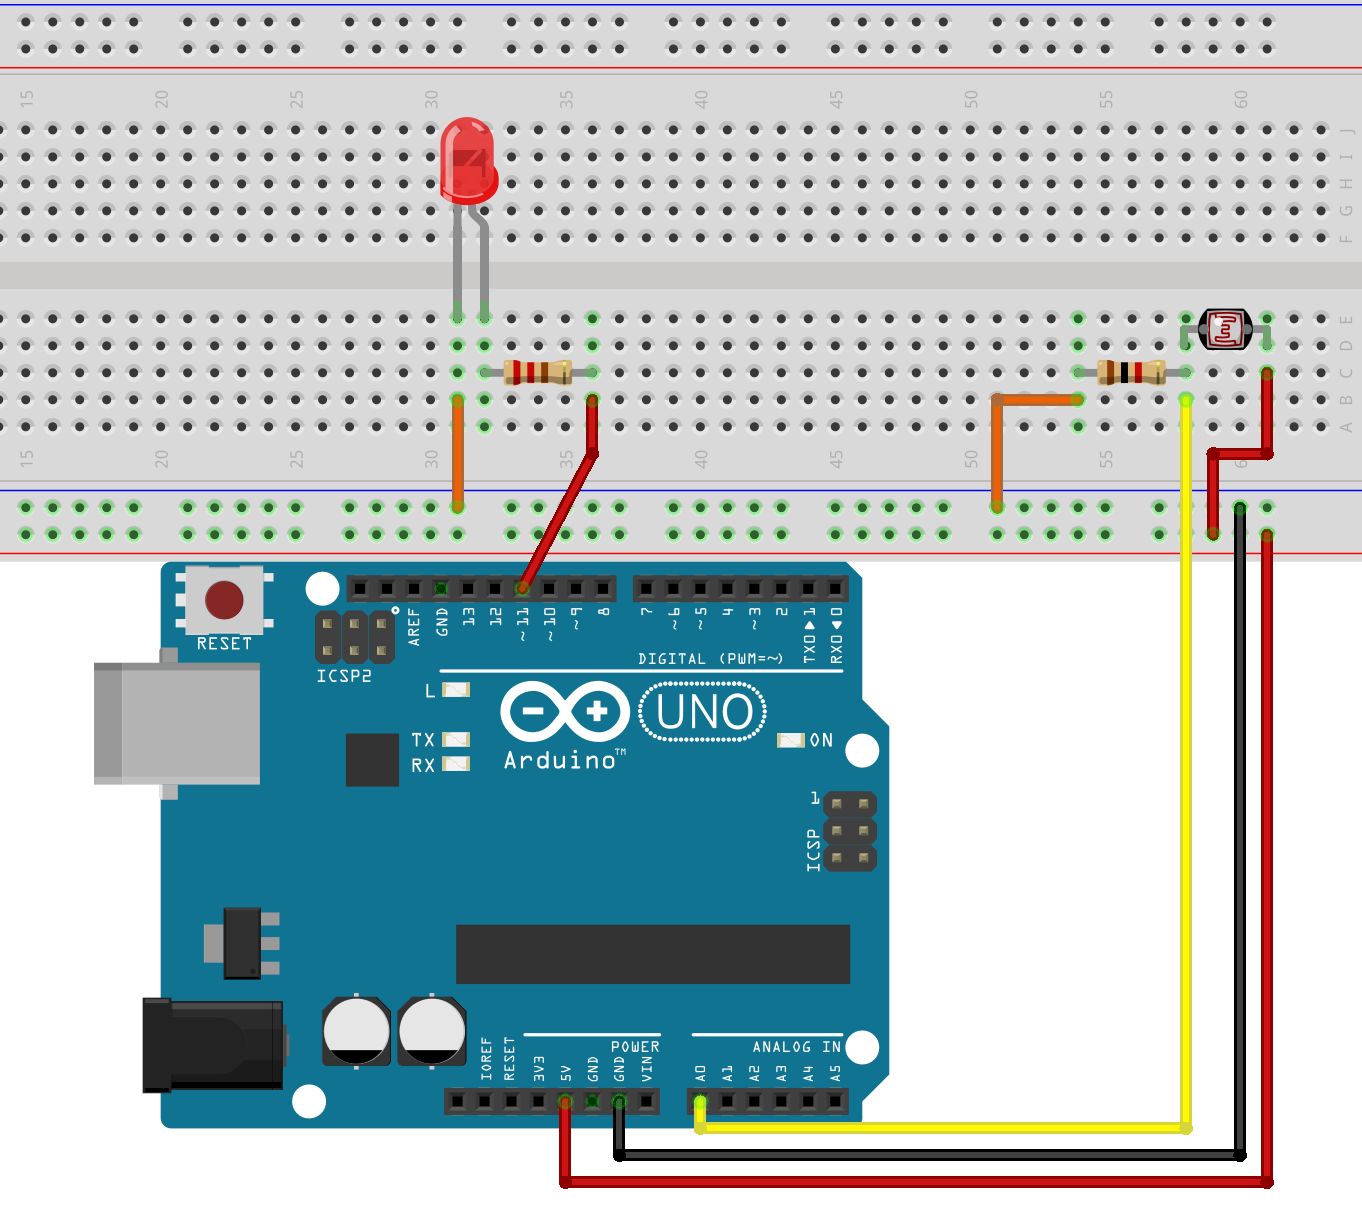 15 20 25 30 35 40 45 50 55 60
J
I
H
G
F
E
D
C
B
A
15 20 25 30 35 40 45 50 55 60
RESET
ICSP2
AREF
GND
13
12
~11
~10
~9
8
7
~6
~5
4
~3
2
TX0▶1
RX0◀0
DIGITAL (PWM=~)
L
TX
RX
Arduino™
UNO
ON
1
ICSP
POWER
ANALOG IN
IOREF
RESET
3V3
5V
GND
GND
VIN
A0
A1
A2
A3
A4
A5